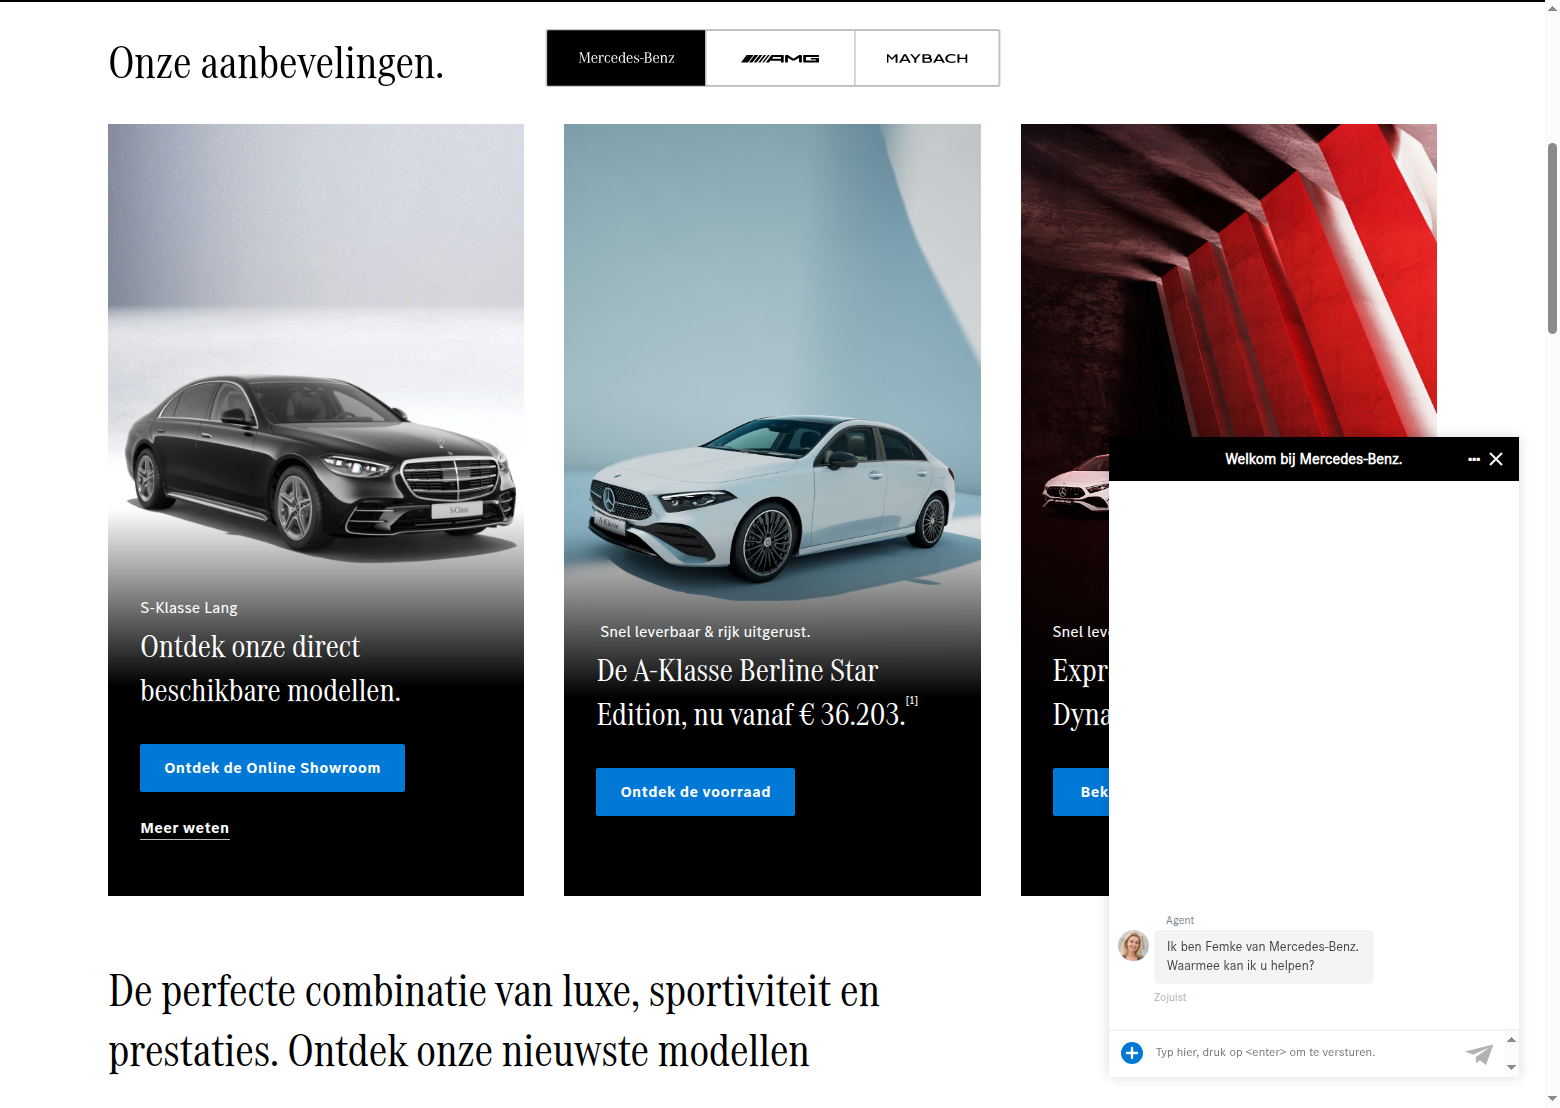 Onze aanbevelingen.
Mercedes-Benz
AMG
MAYBACH
S-Class
S-Klasse Lang
Ontdek onze direct
beschikbare modellen.
Ontdek de Online Showroom
Meer weten
A-Klasse
Snel leverbaar & rijk uitgerust.
De A-Klasse Berline Star
Edition, nu vanaf € 36.203.[1]
Ontdek de voorraad
Snel lev
Expr
Dyna
Bek
Welkom bij Mercedes-Benz.
Agent
Ik ben Femke van Mercedes-Benz.
Waarmee kan ik u helpen?
Zojuist
Typ hier, druk op <enter> om te versturen.
De perfecte combinatie van luxe, sportiviteit en
prestaties. Ontdek onze nieuwste modellen